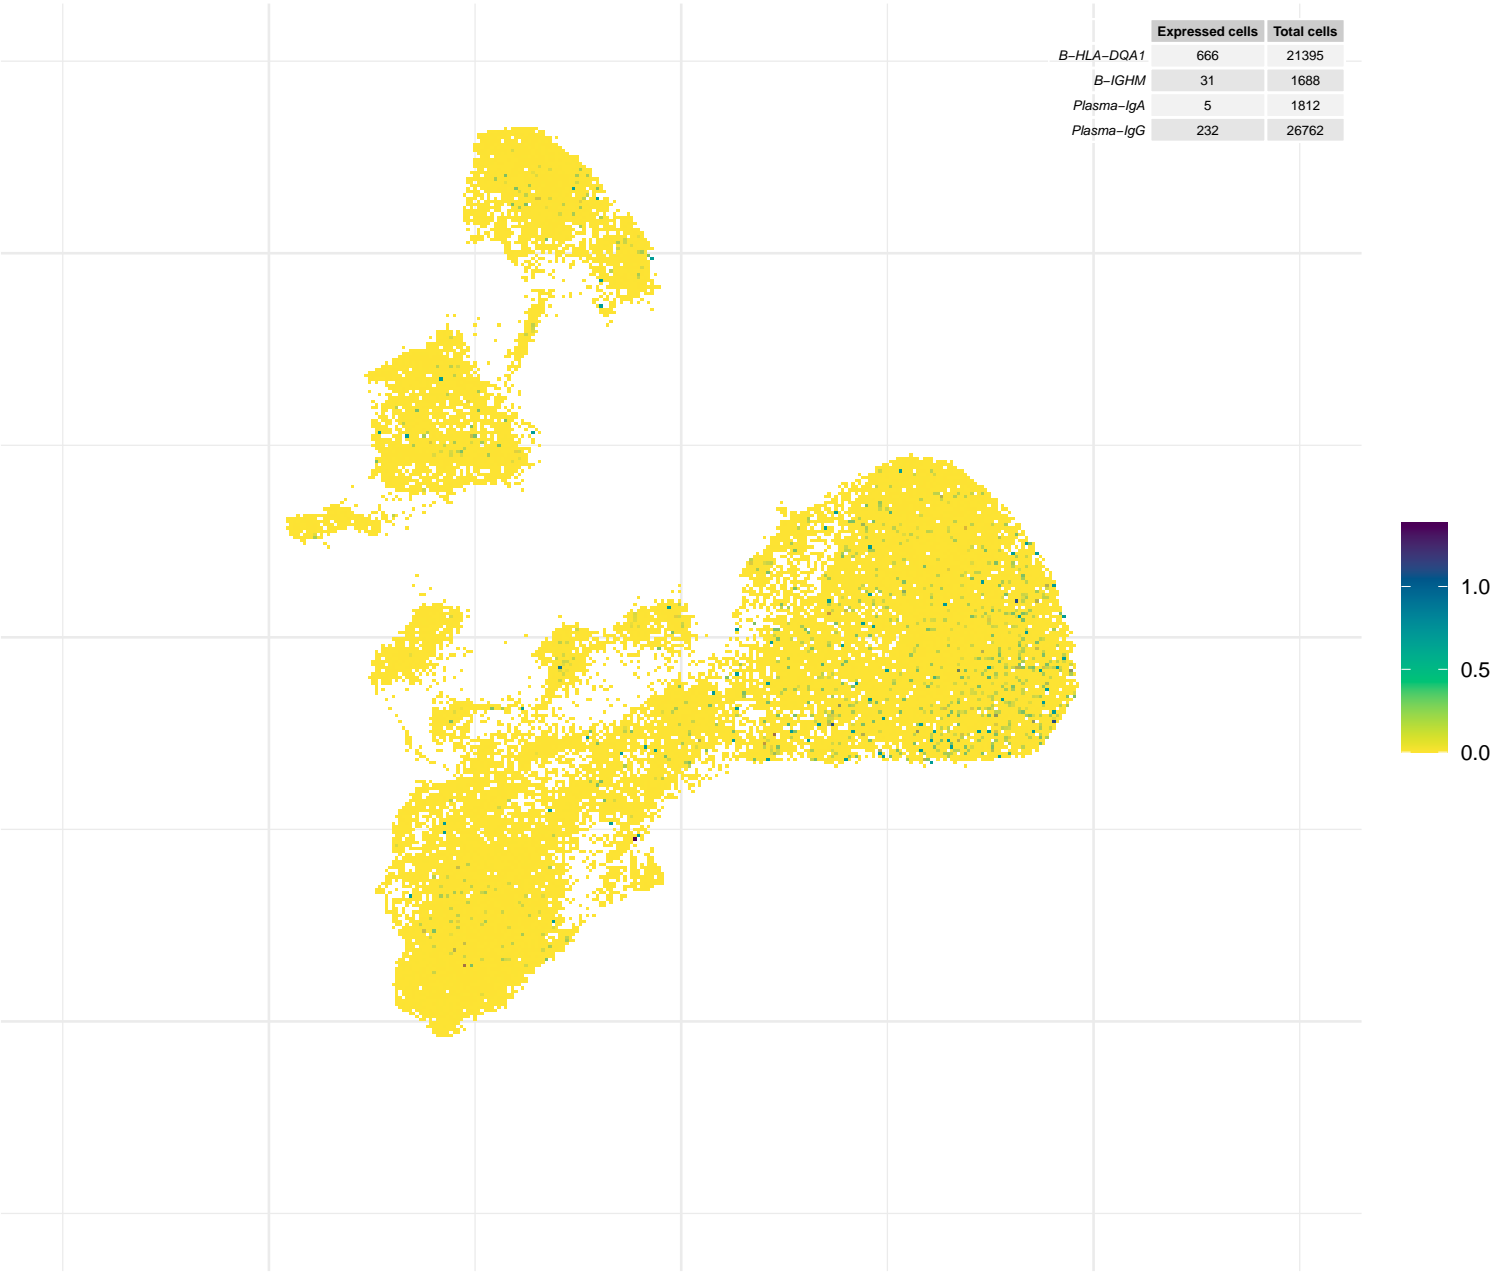 Expressed cells Total cells
B−HLA−DQA1 666 21395
B−IGHM 31 1688
Plasma−IgA 5 1812
Plasma−IgG 232 26762
1.0
0.5
0.0